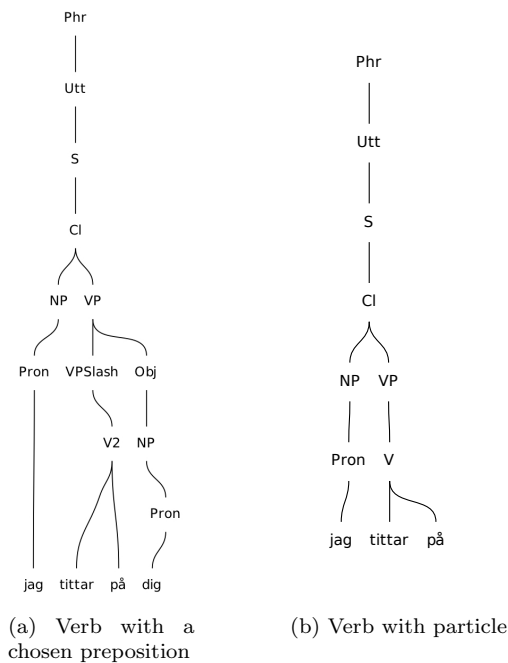 Phr
Utt
S
Cl
NP VP
Pron VPSlash Obj
V2 NP
Pron
jag tittar på dig
(a) Verb with a
chosen preposition
Phr
Utt
S
Cl
NP VP
Pron V
jag tittar på
(b) Verb with particle